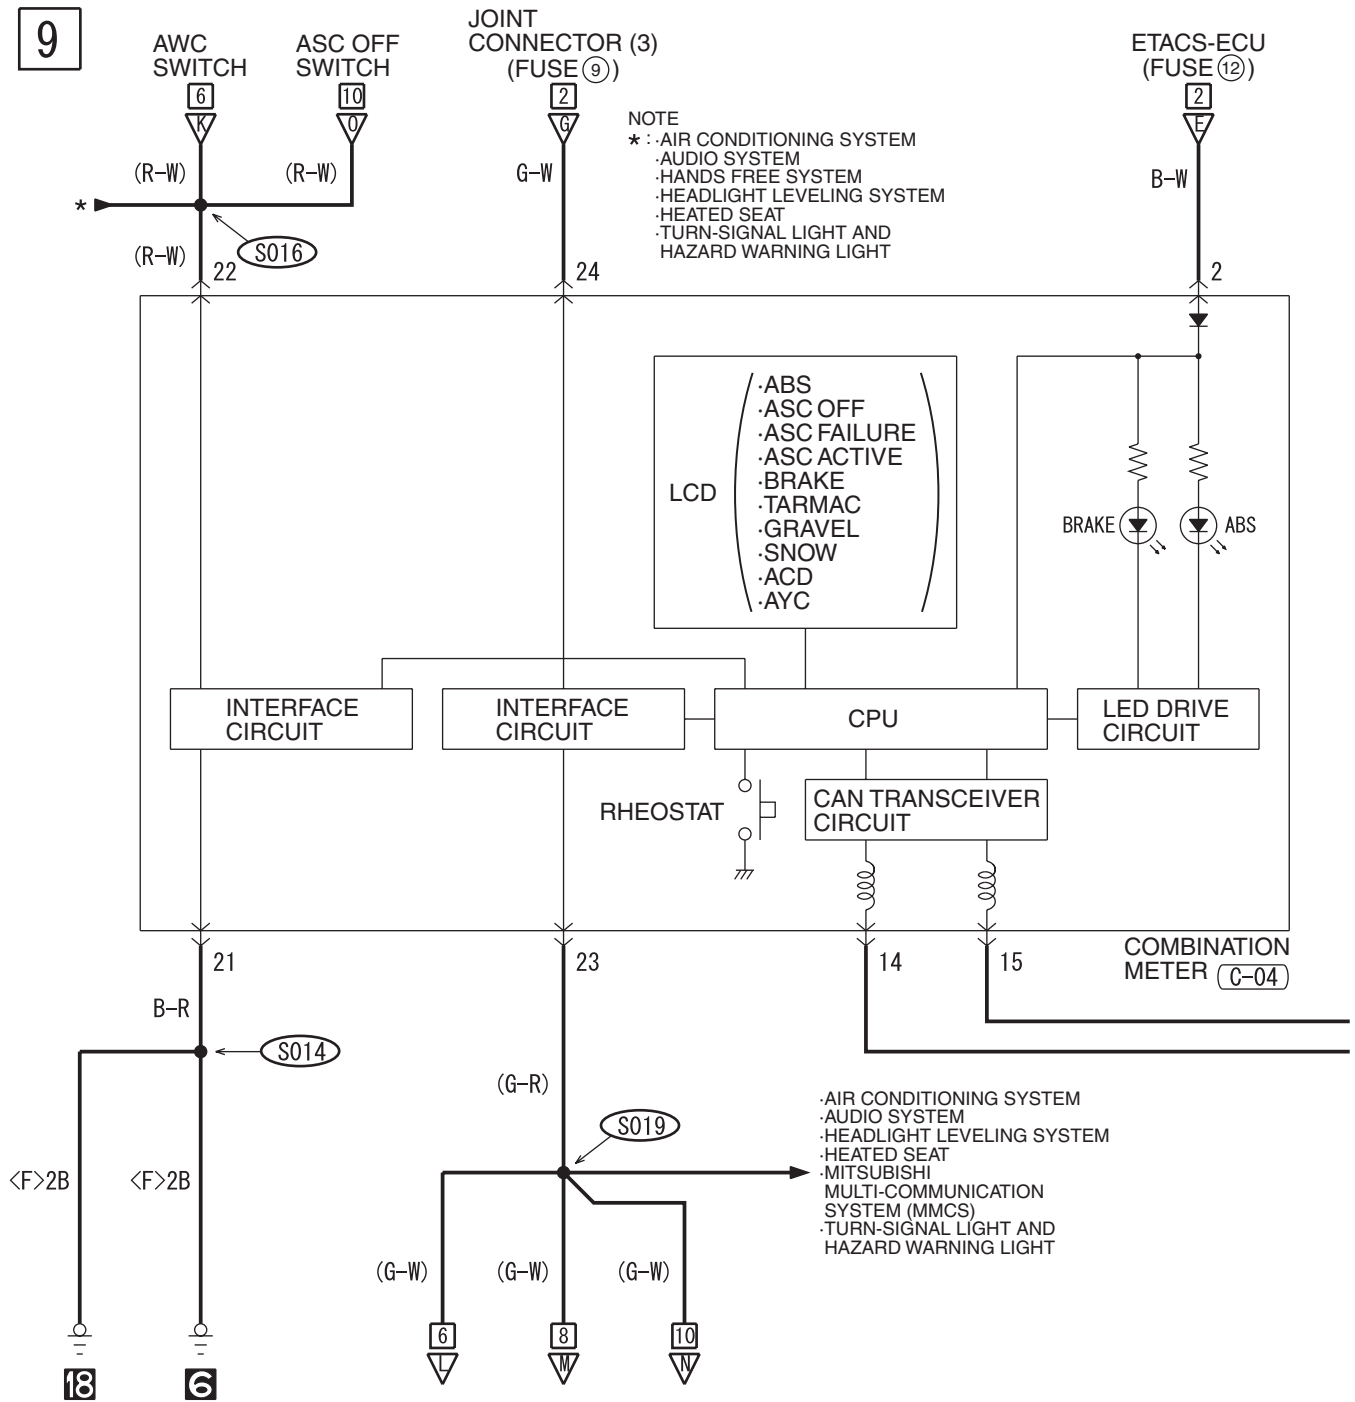 9
AWC
SWITCH
ASC OFF
SWITCH
JOINT
CONNECTOR (3)
(FUSE 9)
ETACS-ECU
(FUSE 12)
6
10
2
2
K
O
G
E
NOTE
* : ·AIR CONDITIONING SYSTEM
·AUDIO SYSTEM
·HANDS FREE SYSTEM
·HEADLIGHT LEVELING SYSTEM
·HEATED SEAT
·TURN-SIGNAL LIGHT AND
HAZARD WARNING LIGHT
(R-W)
(R-W)
G-W
B-W
*
S016
(R-W)
22
24
2
LCD
·ABS
·ASC OFF
·ASC FAILURE
·ASC ACTIVE
·BRAKE
·TARMAC
·GRAVEL
·SNOW
·ACD
·AYC
BRAKE
ABS
INTERFACE
CIRCUIT
INTERFACE
CIRCUIT
CPU
LED DRIVE
CIRCUIT
RHEOSTAT
CAN TRANSCEIVER
CIRCUIT
21
23
14
15
COMBINATION
METER C-04
B-R
S014
(G-R)
S019
·AIR CONDITIONING SYSTEM
·AUDIO SYSTEM
·HEADLIGHT LEVELING SYSTEM
·HEATED SEAT
·MITSUBISHI
MULTI-COMMUNICATION
SYSTEM (MMCS)
·TURN-SIGNAL LIGHT AND
HAZARD WARNING LIGHT
<F>2B
<F>2B
(G-W)
(G-W)
(G-W)
6
8
10
L
M
N
18
6